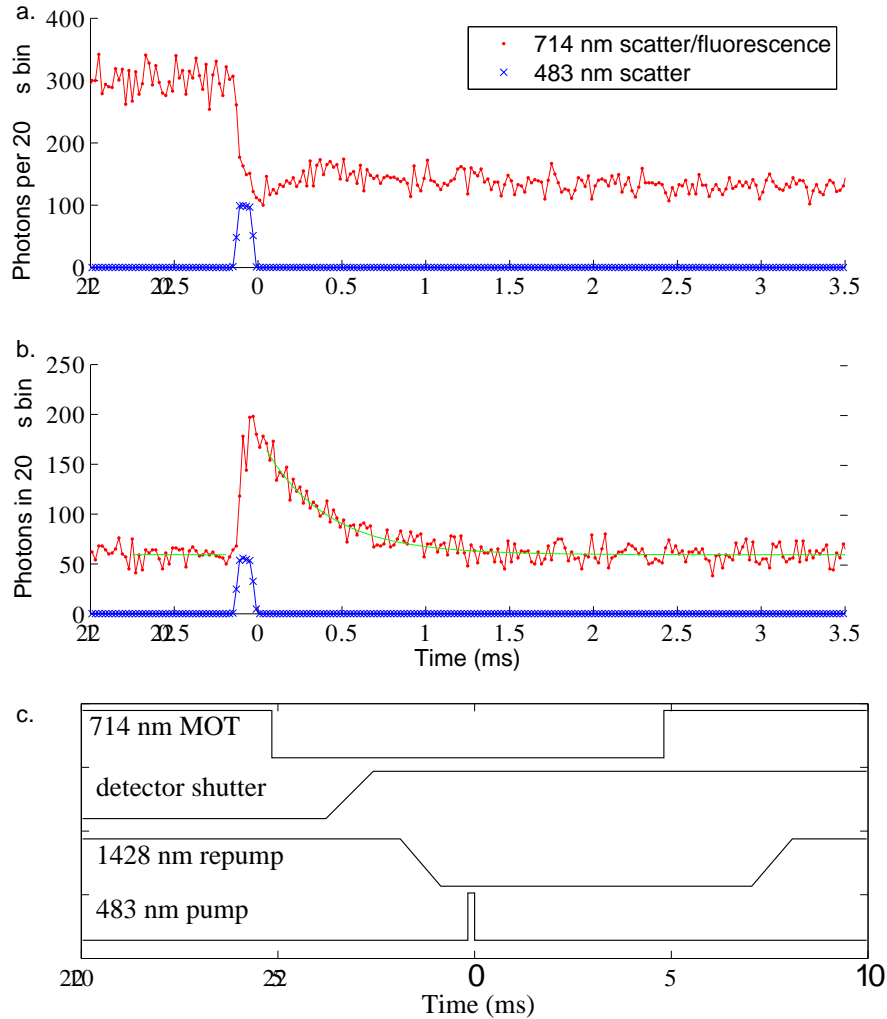 a.
400
300
200
100
0
Photons per 20 s bin
714 nm scatter/fluorescence
483 nm scatter
0 0.5 1 1.5 2 2.5 3 3.5
b.
250
200
150
100
50
0
Photons in 20 s bin
0 0.5 1 1.5 2 2.5 3 3.5
Time (ms)
c.
714 nm MOT
detector shutter
1428 nm repump
483 nm pump
0 5 10
Time (ms)